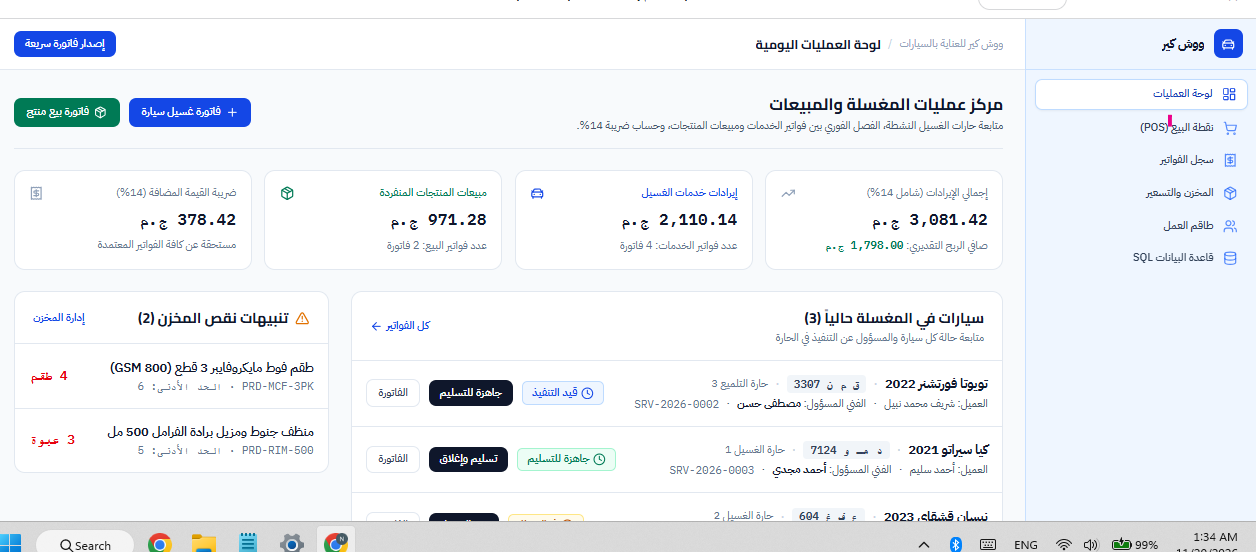 ووش كير
ووش كير للعناية بالسيارات / لوحة العمليات اليومية
إصدار فاتورة سريعة
لوحة العمليات
نقطة البيع (POS)
سجل الفواتير
المخزن والتسعير
طاقم العمل
قاعدة البيانات SQL
مركز عمليات المغسلة والمبيعات
متابعة حارات الغسيل النشطة، الفصل الفوري بين فواتير الخدمات ومبيعات المنتجات، وحساب ضريبة 14%.
فاتورة غسيل سيارة
فاتورة بيع منتج
إجمالي الإيرادات (شامل 14%)
3,081.42 ج.م
صافي الربح التقديري: 1,798.00 ج.م
إيرادات خدمات الغسيل
2,110.14 ج.م
عدد فواتير الخدمات: 4 فاتورة
مبيعات المنتجات المنفردة
971.28 ج.م
عدد فواتير البيع: 2 فاتورة
ضريبة القيمة المضافة (14%)
378.42 ج.م
مستحقة عن كافة الفواتير المعتمدة
سيارات في المغسلة حالياً (3)
متابعة حالة كل سيارة والمسؤول عن التنفيذ في الحارة
كل الفواتير
تويوتا فورتشنر 2022 · ق م ن 3307 · حارة التلميع 3
العميل: شريف محمد نبيل · الفني المسؤول: مصطفى حسن · SRV-2026-0002
قيد التنفيذ
جاهزة للتسليم
الفاتورة
كيا سيراتو 2021 · د هـ و 7124 · حارة الغسيل 1
العميل: أحمد سليم · الفني المسؤول: أحمد مجدي · SRV-2026-0003
جاهزة للتسليم
تسليم وإغلاق
الفاتورة
نيسان قشقاي 2023 · 604 · حارة الغسيل 2
تنبيهات نقص المخزن (2)
إدارة المخزن
طقم فوط مايكروفايبر 3 قطع (800 GSM)
PRD-MCF-3PK · الحد الأدنى: 6
4 طقم
منظف جنوط ومزيل برادة الفرامل 500 مل
PRD-RIM-500 · الحد الأدنى: 5
3 عبوة
Search
N
ENG
99%
1:34 AM